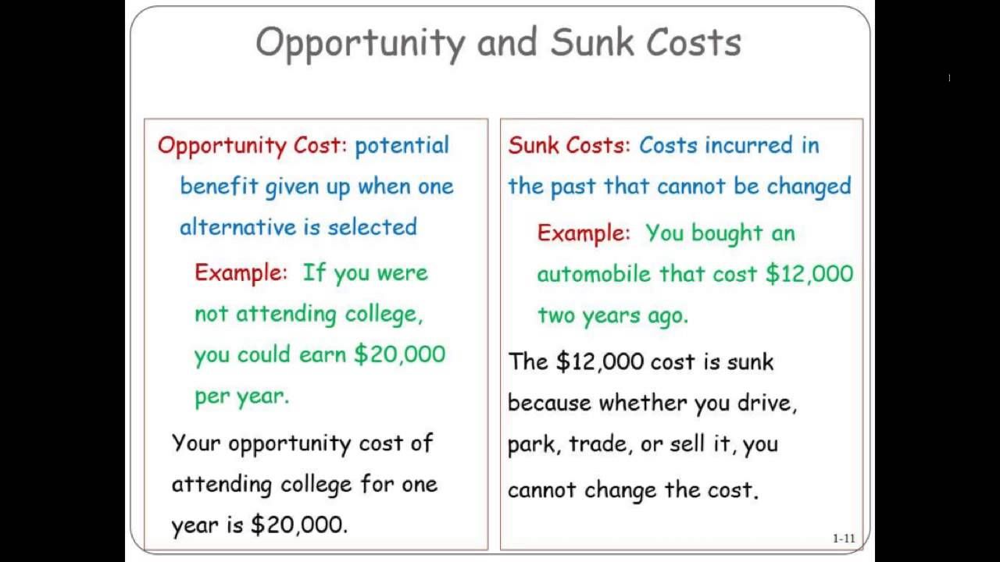 Opportunity and Sunk Costs
Opportunity Cost: potential
benefit given up when one
alternative is selected
Example: If you were
not attending college,
you could earn $20,000
per year.
Your opportunity cost of
attending college for one
year is $20,000.
Sunk Costs: Costs incurred in
the past that cannot be changed
Example: You bought an
automobile that cost $12,000
two years ago.
The $12,000 cost is sunk
because whether you drive,
park, trade, or sell it, you
cannot change the cost.
1-11